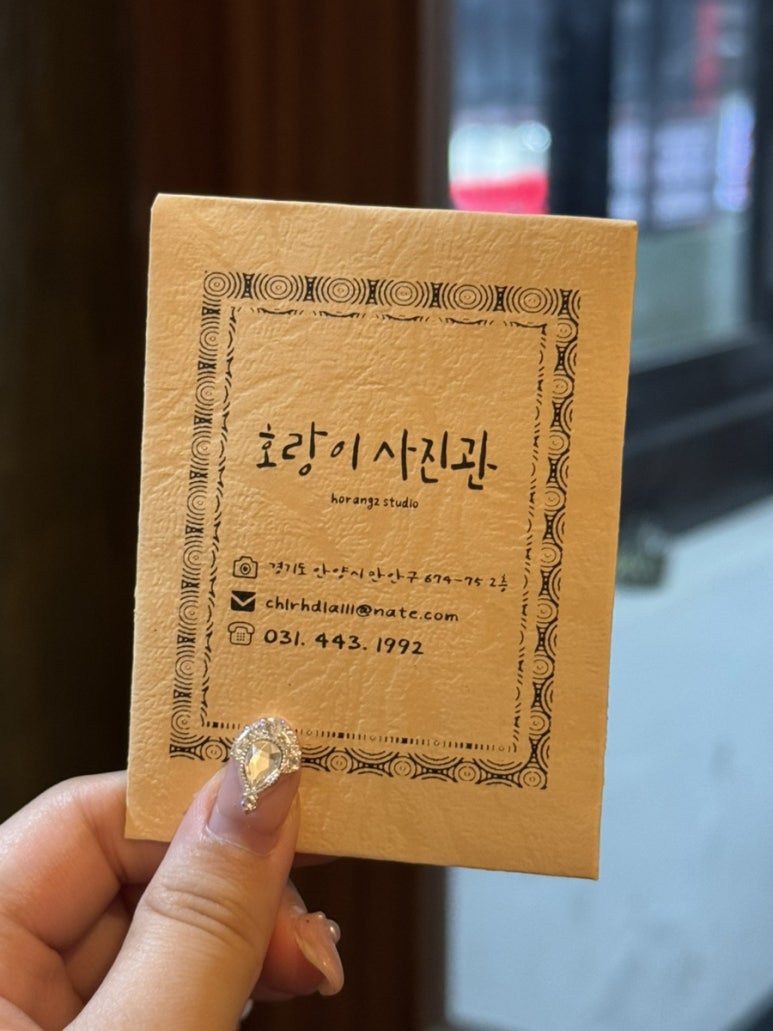 호랑이 사진관
horangz studio
경기도 안양시 만안구 674-75 2층
chlrhdlalll@nate.com
031. 443. 1992